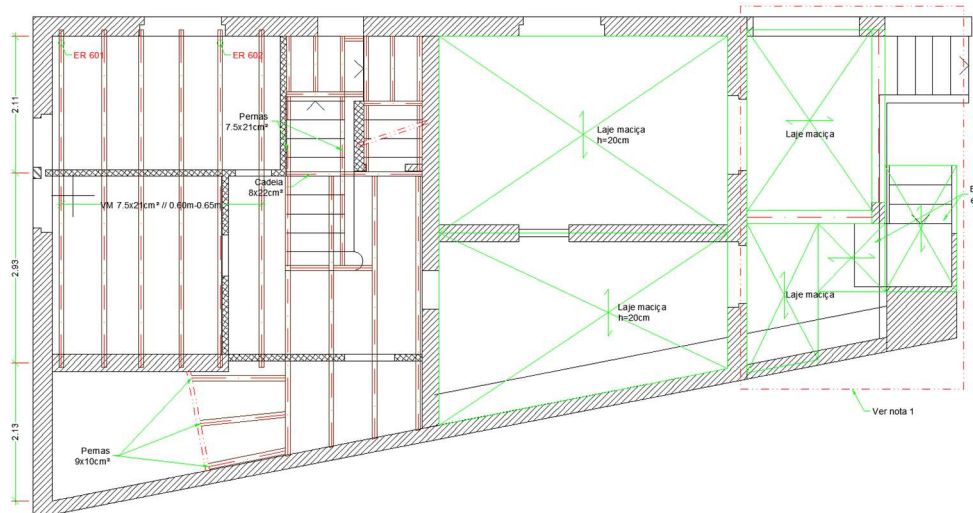 ER 601
ER 602
2.11
Pernas
7.5x21cm²
Laje maciça
h=20cm
Laje maciça
Cadeia
8x22cm²
VM 7.5x21cm² // 0.60m-0.65m
2.93
Laje maciça
Laje maciça
h=20cm
Ver nota 1
2.13
Pernas
9x10cm²